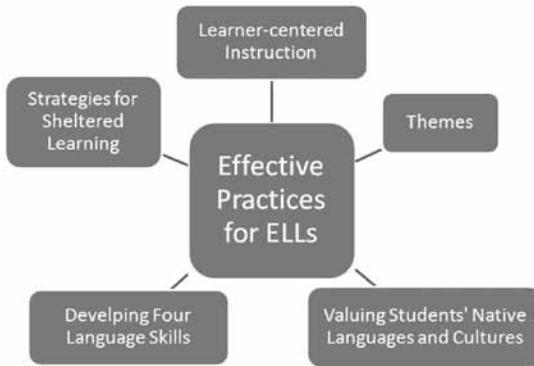 Learner-centered
Instruction
Strategies for
Sheltered
Learning
Themes
Effective
Practices
for ELLs
Develping Four
Language Skills
Valuing Students' Native
Languages and Cultures